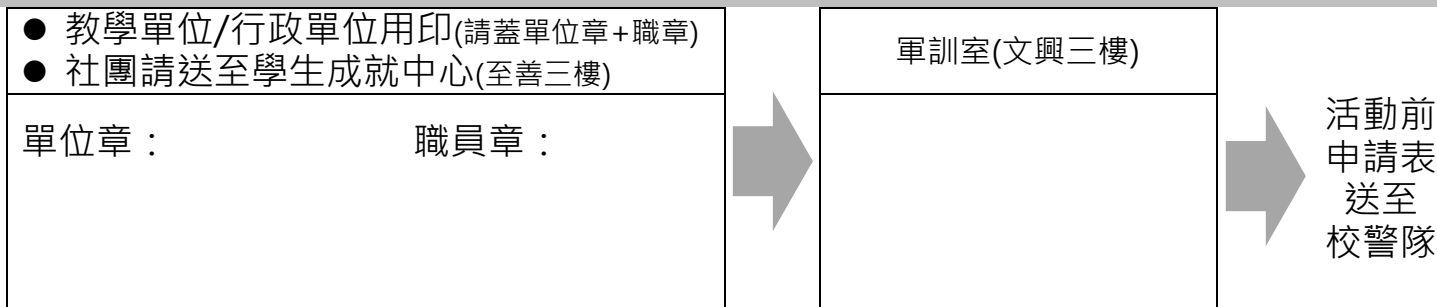 ● 教學單位/行政單位用印(請蓋單位章+職章)
● 社團請送至學生成就中心(至善三樓)
單位章： 職員章：
軍訓室(文興三樓)
活動前
申請表
送至
校警隊